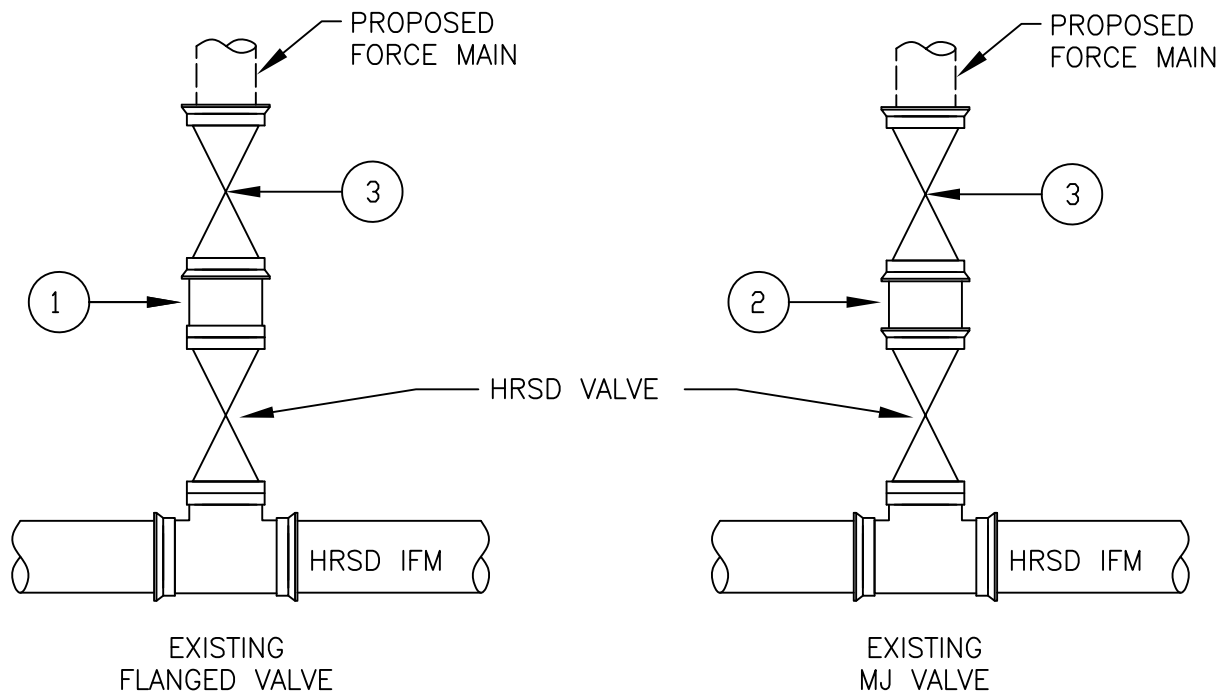 PROPOSED
FORCE MAIN
3
1
HRSD VALVE
HRSD IFM
EXISTING
FLANGED VALVE
PROPOSED
FORCE MAIN
3
2
HRSD IFM
EXISTING
MJ VALVE